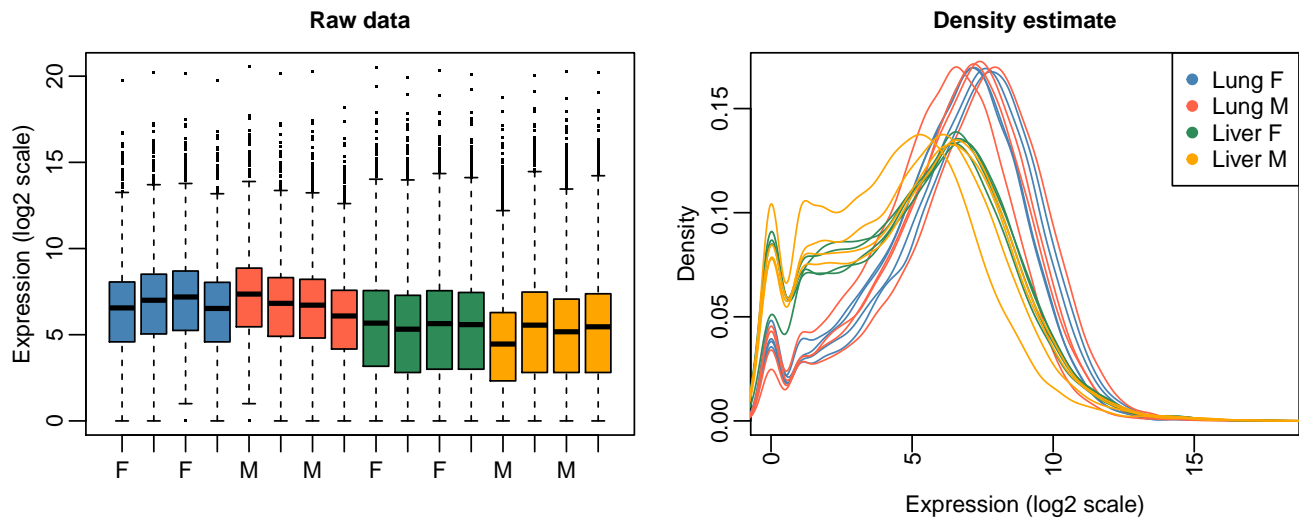 Raw data
Expression (log2 scale)
20
15
10
5
0
F F M M F F M M
Density estimate
Density
0.15
0.10
0.05
0.00
Lung F
Lung M
Liver F
Liver M
0 5 10 15
Expression (log2 scale)